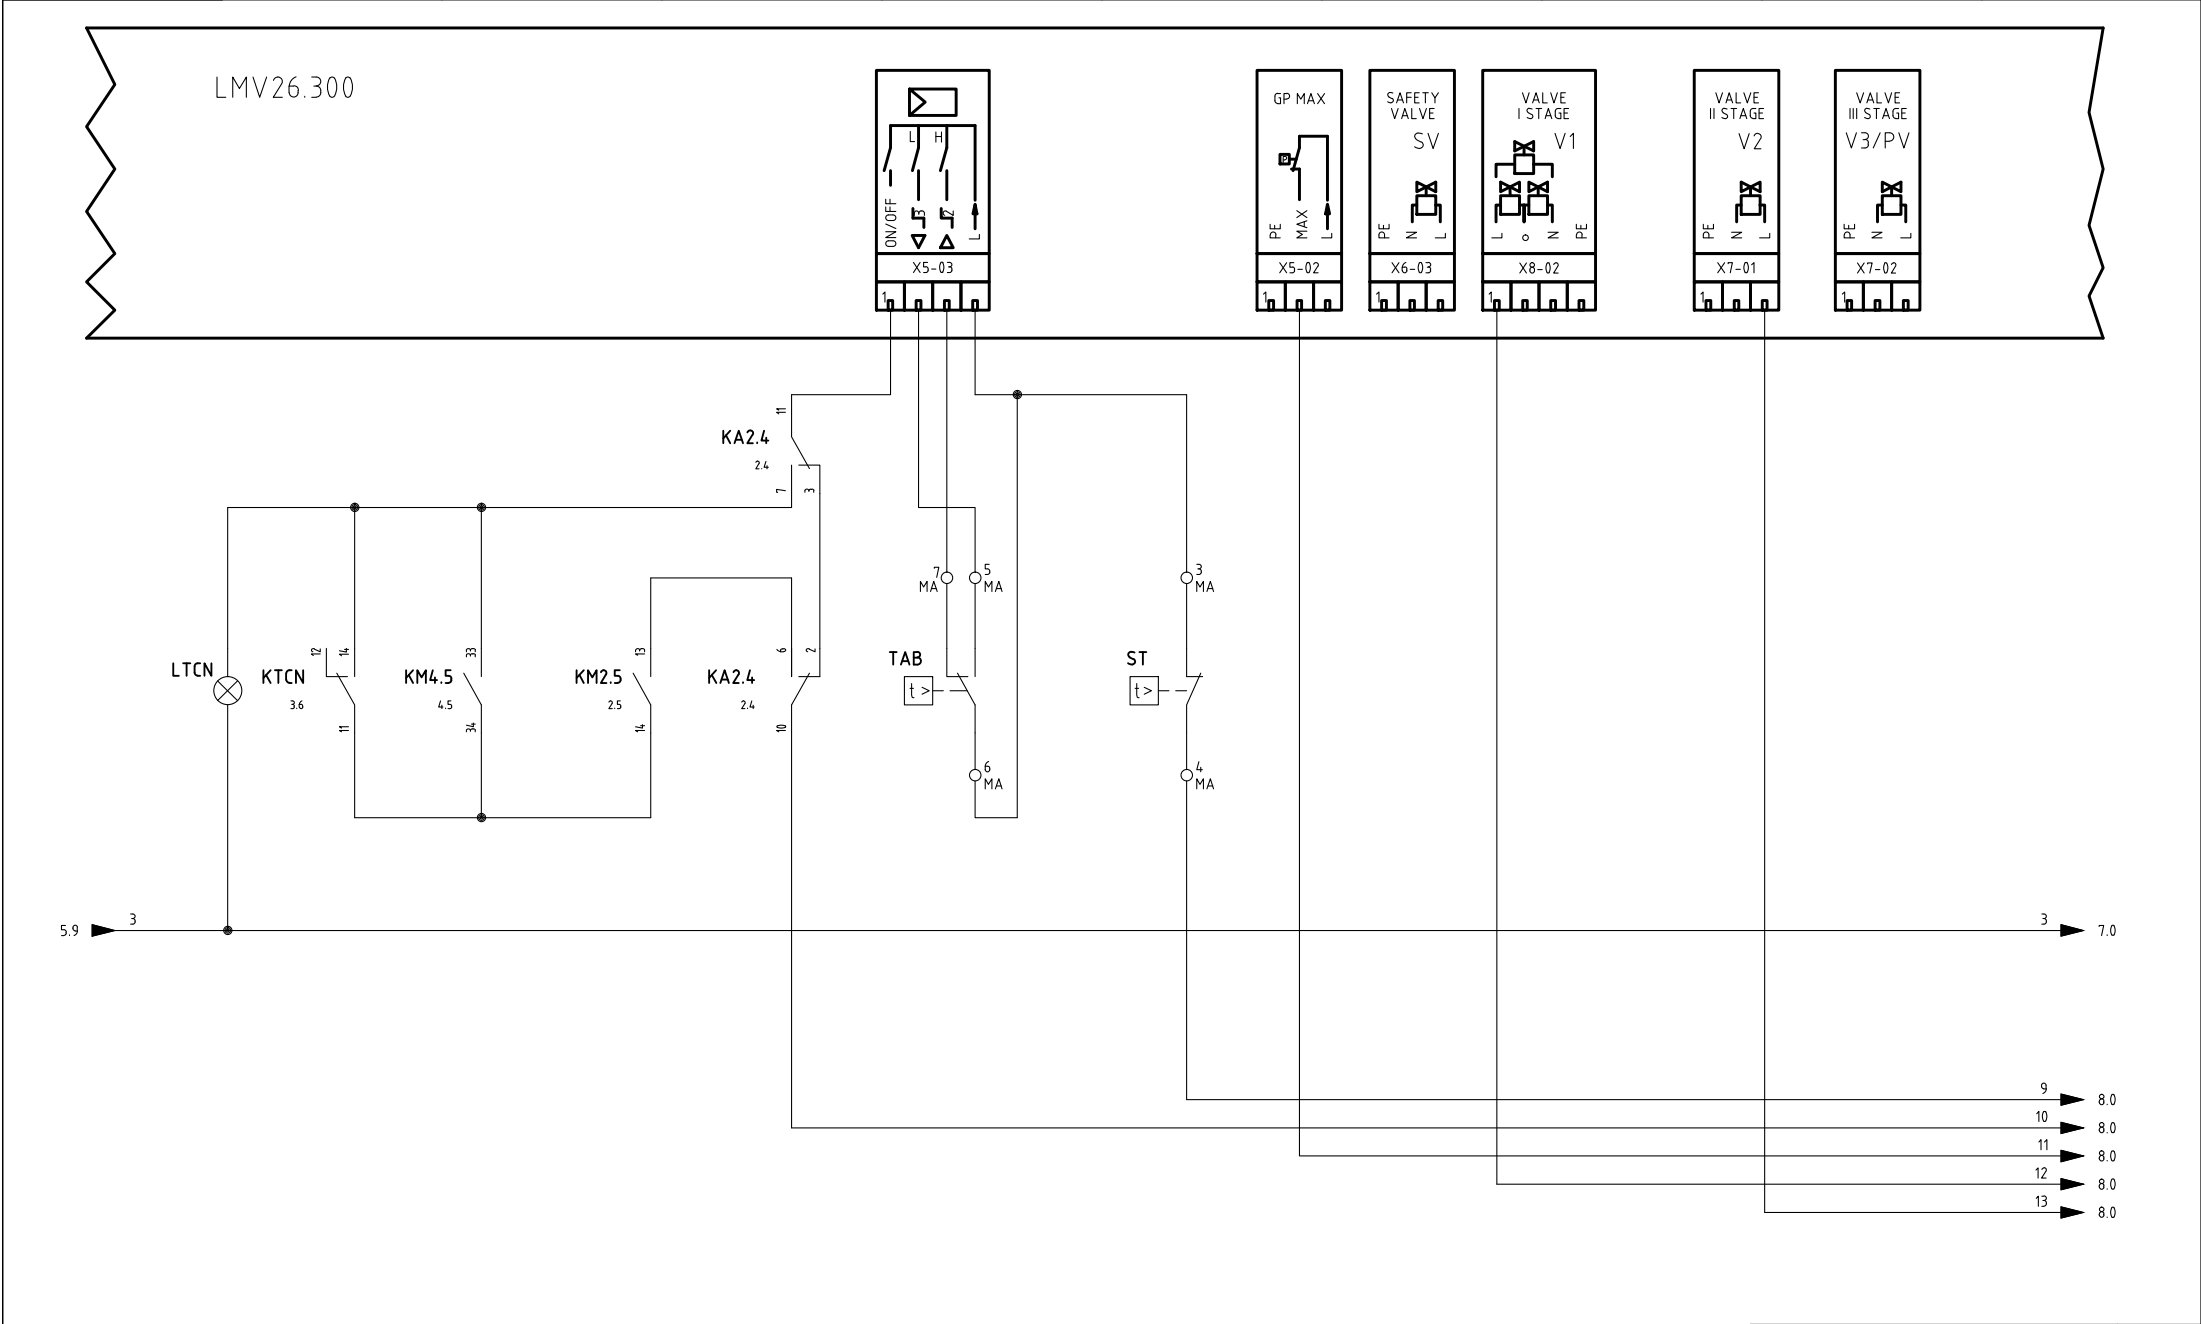 LMV26.300
L H
ON/OFF 3 2 L
X5-03
1
GP MAX
P
PE MAX L
X5-02
1
SAFETY
VALVE
SV
PE N L
X6-03
1
VALVE
I STAGE
V1
L N PE
X8-02
1
VALVE
II STAGE
V2
PE N L
X7-01
1
VALVE
III STAGE
V3/PV
PE N L
X7-02
1
11
KA2.4
2.4
7 3
7
MA
5
MA
3
MA
LTCN
12 14
KTCN
3.6
11
33
KM4.5
4.5
34
13
KM2.5
2.5
14
6 2
KA2.4
2.4
10
TAB
t >
6
MA
ST
t >
4
MA
5.9 3 3 7.0
9 8.0
10 8.0
11 8.0
12 8.0
13 8.0